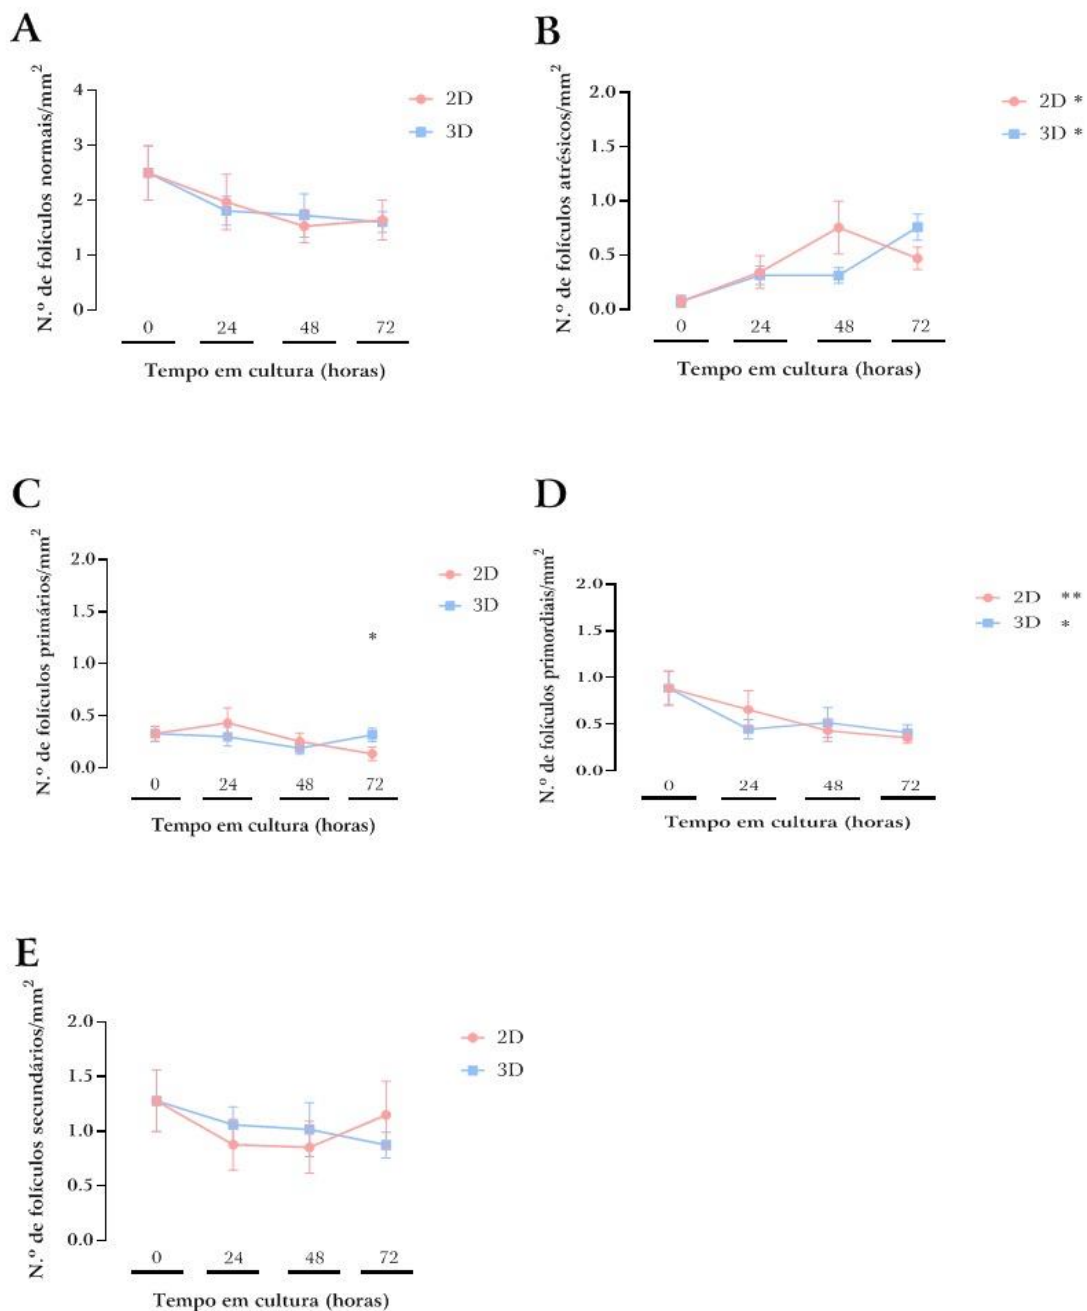 A
N.º de folículos normais/mm²
4
3
2
1
0
2D
3D
0 24 48 72
Tempo em cultura (horas)
B
N.º de folículos atrésicos/mm²
2.0
1.5
1.0
0.5
0.0
2D *
3D *
0 24 48 72
Tempo em cultura (horas)
C
N.º de folículos primários/mm²
2.0
1.5
1.0
0.5
0.0
2D
3D
*
0 24 48 72
Tempo em cultura (horas)
D
N.º de folículos primordiais/mm²
2.0
1.5
1.0
0.5
0.0
2D **
3D *
0 24 48 72
Tempo em cultura (horas)
E
N.º de folículos secundários/mm²
2.0
1.5
1.0
0.5
0.0
2D
3D
0 24 48 72
Tempo em cultura (horas)